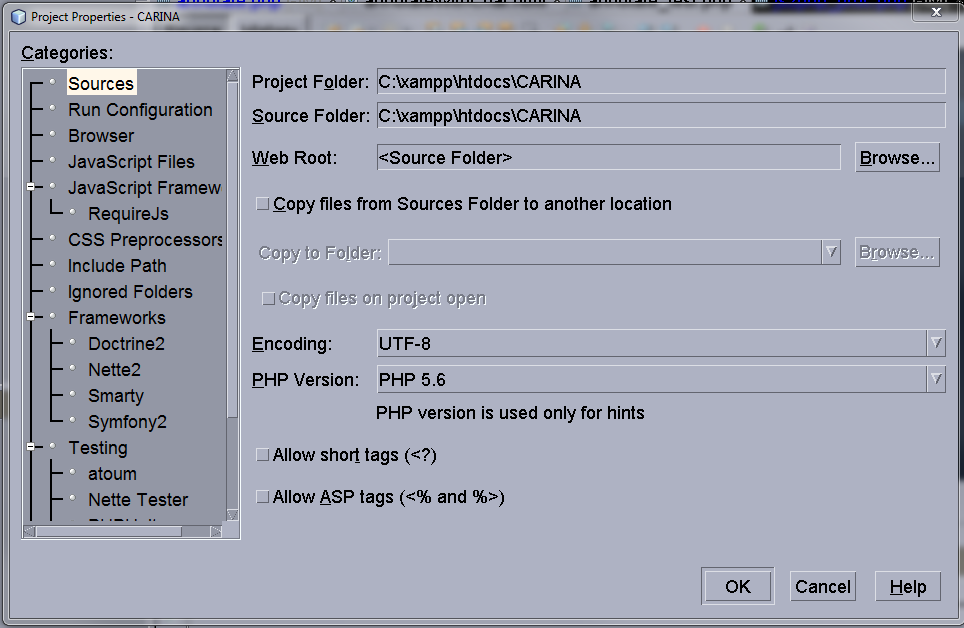 Project Properties - CARINA
Categories:
Sources
Run Configuration
Browser
JavaScript Files
JavaScript Framew
RequireJs
CSS Preprocessors
Include Path
Ignored Folders
Frameworks
Doctrine2
Nette2
Smarty
Symfony2
Testing
atoum
Nette Tester
Project Folder: C:\xampp\htdocs\CARINA
Source Folder: C:\xampp\htdocs\CARINA
Web Root: <Source Folder> Browse...
Copy files from Sources Folder to another location
Copy to Folder: Browse...
Copy files on project open
Encoding: UTF-8
PHP Version: PHP 5.6
PHP version is used only for hints
Allow short tags (<?)
Allow ASP tags (<% and %>)
OK Cancel Help